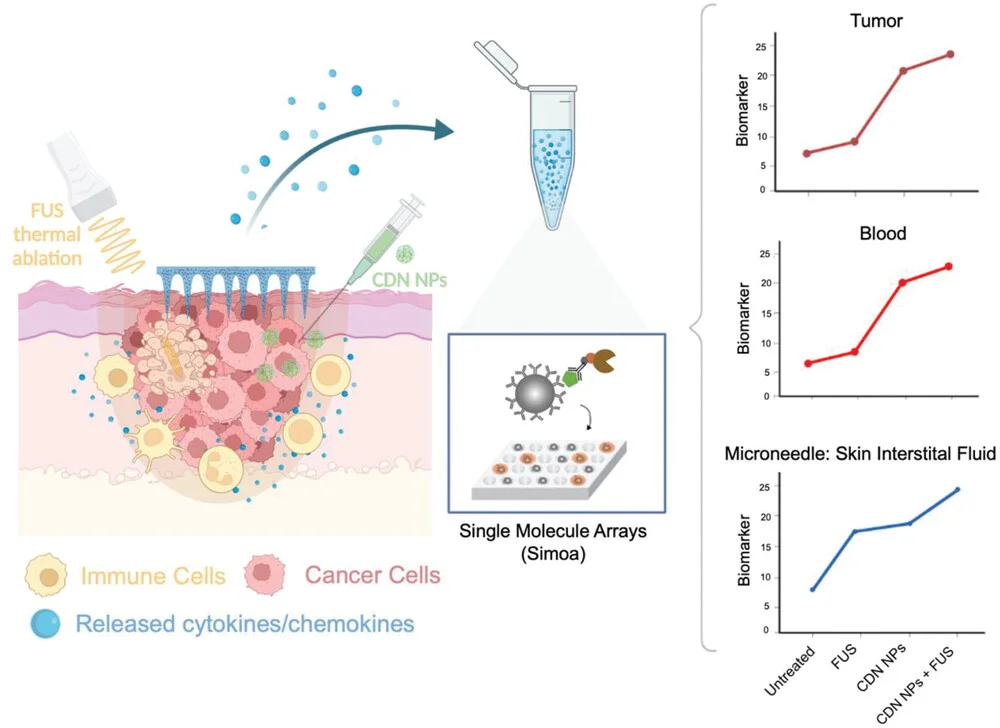 FUS
thermal
ablation
CDN NPs
Immune Cells
Cancer Cells
Released cytokines/chemokines
Single Molecule Arrays
(Simoa)
Tumor
Biomarker
25
20
15
10
5
0
Blood
Biomarker
25
20
15
10
5
0
Microneedle: Skin Interstital Fluid
Biomarker
25
20
15
10
5
0
Untreated
FUS
CDN NPs
CDN NPs + FUS